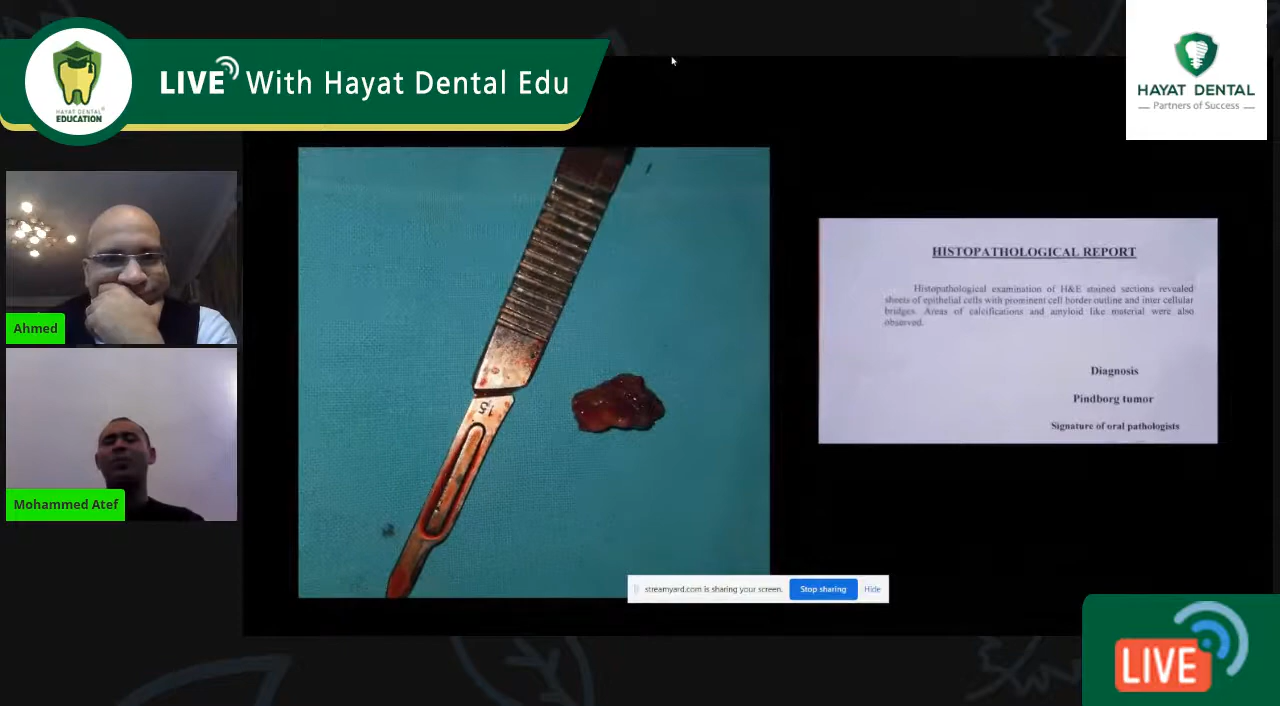 LIVE With Hayat Dental Edu
HAYAT DENTAL®
EDUCATION
HAYAT DENTAL
Partners of Success
Ahmed
Mohammed Atef
15
HISTOPATHOLOGICAL REPORT
Histopathological examination of H&E stained sections revealed
sheets of epithelial cells with prominent cell border outline and inter cellular
bridges. Areas of calcifications and amyloid like material were also
observed.
Diagnosis
Pindborg tumor
Signature of oral pathologists
streamyard.com is sharing your screen.
Stop sharing
Hide
LIVE